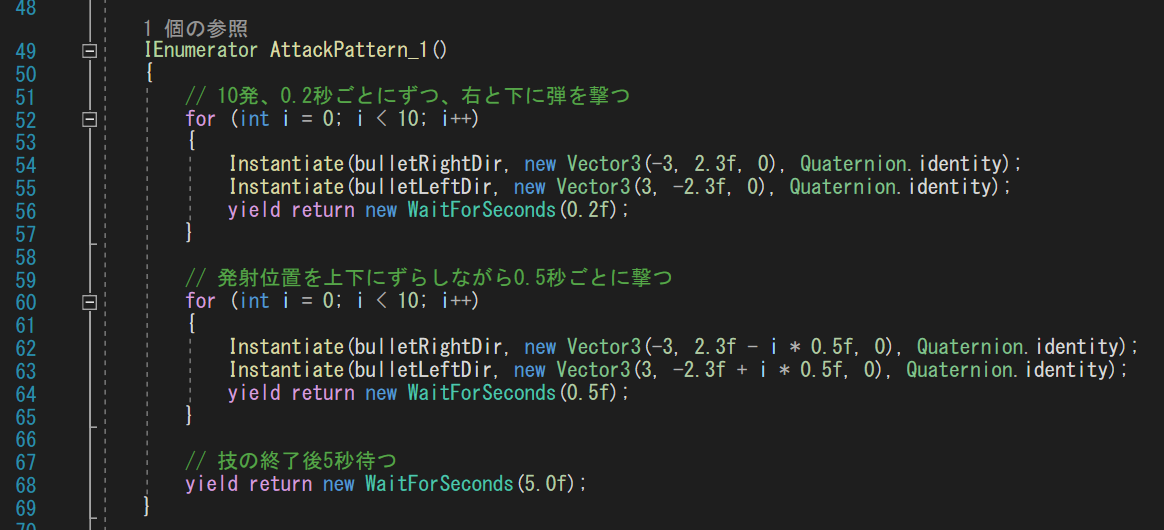 48
1 個の参照
49 IEnumerator AttackPattern_1()
50 {
51 // 10発、0.2秒ごとにずつ、右と下に弾を撃つ
52 for (int i = 0; i < 10; i++)
53 {
54 Instantiate(bulletRightDir, new Vector3(-3, 2.3f, 0), Quaternion.identity);
55 Instantiate(bulletLeftDir, new Vector3(3, -2.3f, 0), Quaternion.identity);
56 yield return new WaitForSeconds(0.2f);
57 }
58
59 // 発射位置を上下にずらしながら0.5秒ごとに撃つ
60 for (int i = 0; i < 10; i++)
61 {
62 Instantiate(bulletRightDir, new Vector3(-3, 2.3f - i * 0.5f, 0), Quaternion.identity);
63 Instantiate(bulletLeftDir, new Vector3(3, -2.3f + i * 0.5f, 0), Quaternion.identity);
64 yield return new WaitForSeconds(0.5f);
65 }
66
67 // 技の終了後5秒待つ
68 yield return new WaitForSeconds(5.0f);
69 }
70